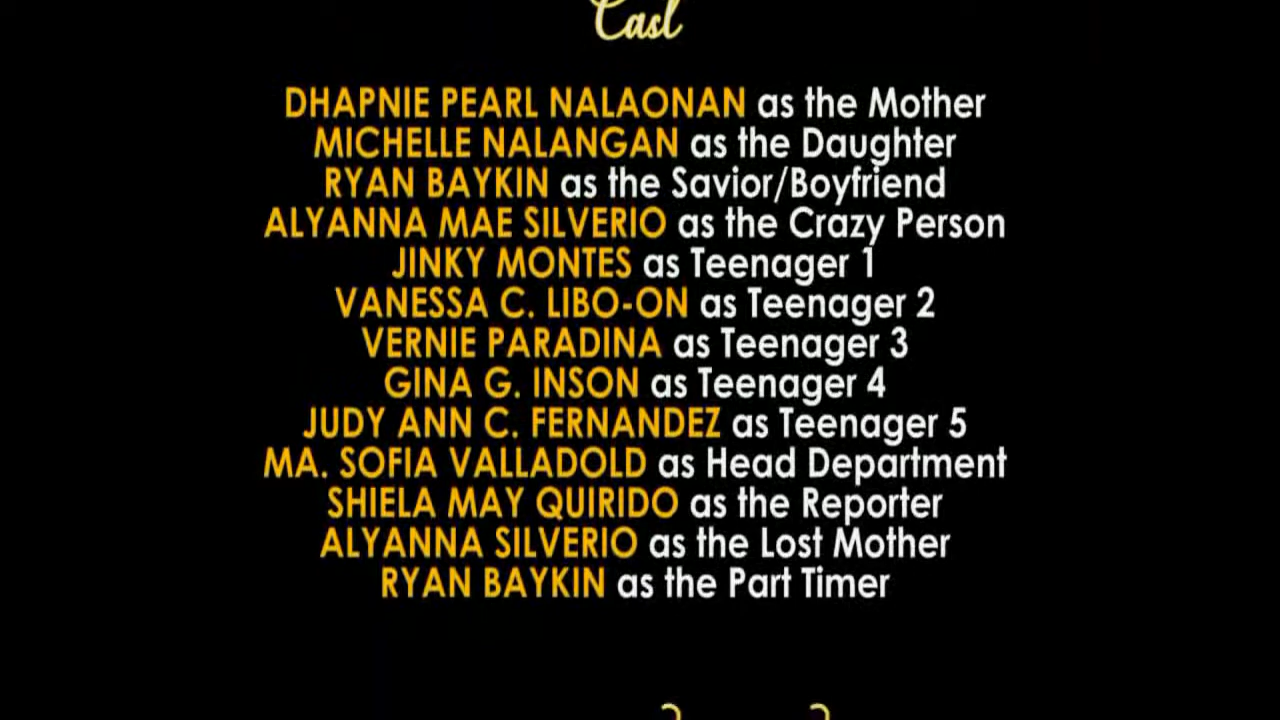 Cast
DHAPNIE PEARL NALAONAN as the Mother
MICHELLE NALANGAN as the Daughter
RYAN BAYKIN as the Savior/Boyfriend
ALYANNA MAE SILVERIO as the Crazy Person
JINKY MONTES as Teenager 1
VANESSA C. LIBO-ON as Teenager 2
VERNIE PARADINA as Teenager 3
GINA G. INSON as Teenager 4
JUDY ANN C. FERNANDEZ as Teenager 5
MA. SOFIA VALLADOLD as Head Department
SHIELA MAY QUIRIDO as the Reporter
ALYANNA SILVERIO as the Lost Mother
RYAN BAYKIN as the Part Timer